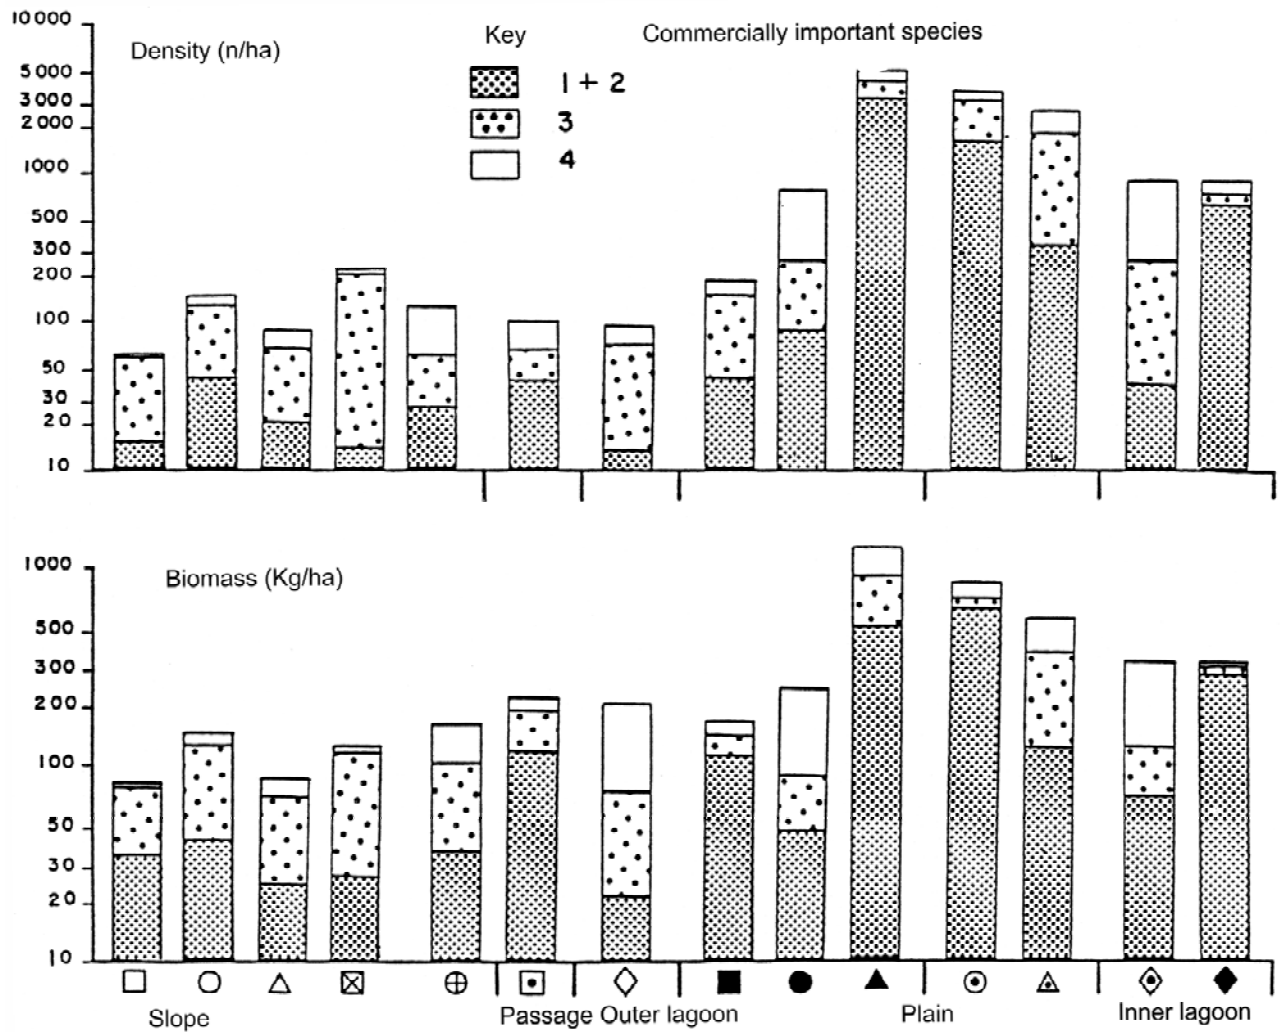 10 000
Density (n/ha)
Key
Commercially important species
5 000
3 000
2 000
1 + 2
3
4
1000
500
300
200
100
50
30
20
10
1000
Biomass (Kg/ha)
500
300
200
100
50
30
20
10
Slope
Passage Outer lagoon
Plain
Inner lagoon